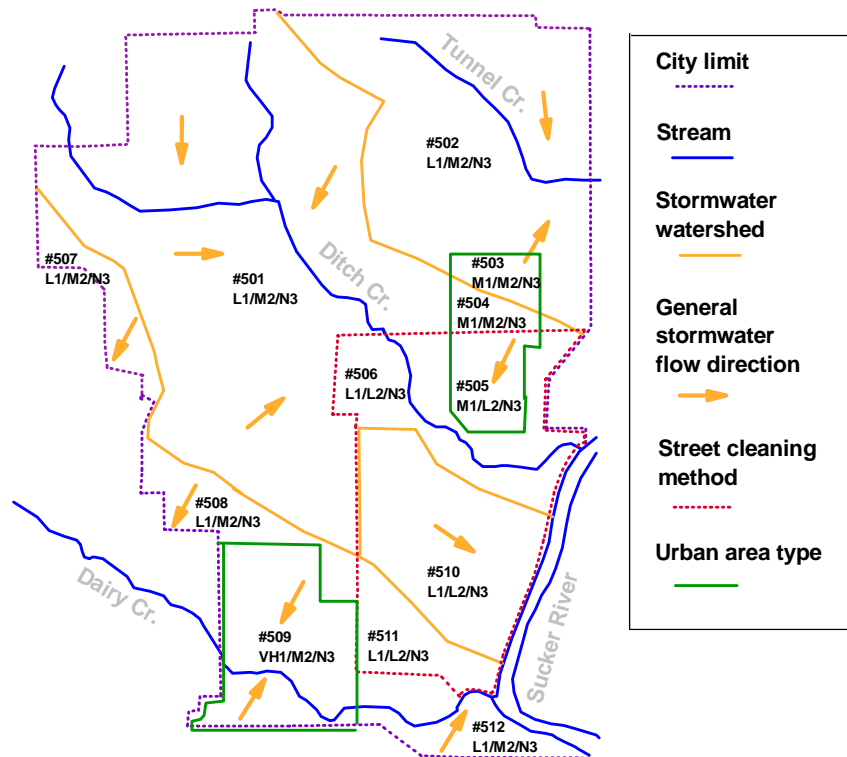 Tunnel Cr.
#502
L1/M2/N3
#507
L1/M2/N3
#501
L1/M2/N3
Ditch Cr.
#503
M1/M2/N3
#504
M1/M2/N3
#506
L1/L2/N3
#505
M1/L2/N3
#508
L1/M2/N3
#510
L1/L2/N3
Dairy Cr.
#509
VH1/M2/N3
#511
L1/L2/N3
Sucker River
#512
L1/M2/N3
City limit
Stream
Stormwater
watershed
General
stormwater
flow direction
Street cleaning
method
Urban area type